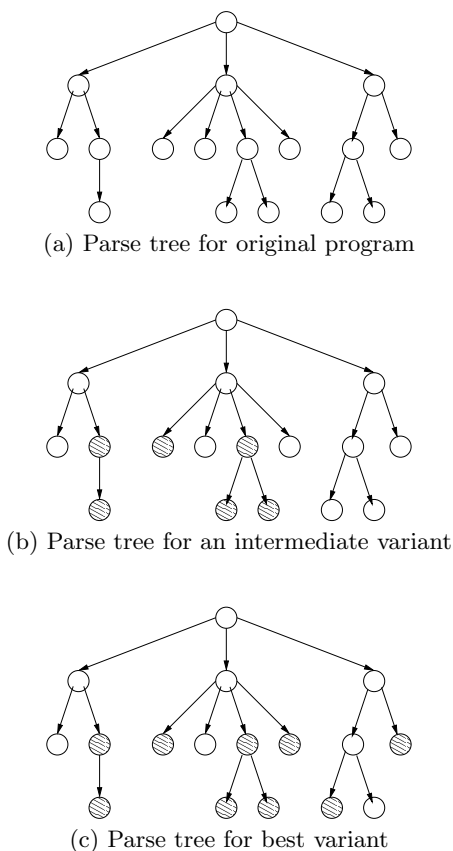 (a) Parse tree for original program
(b) Parse tree for an intermediate variant
(c) Parse tree for best variant